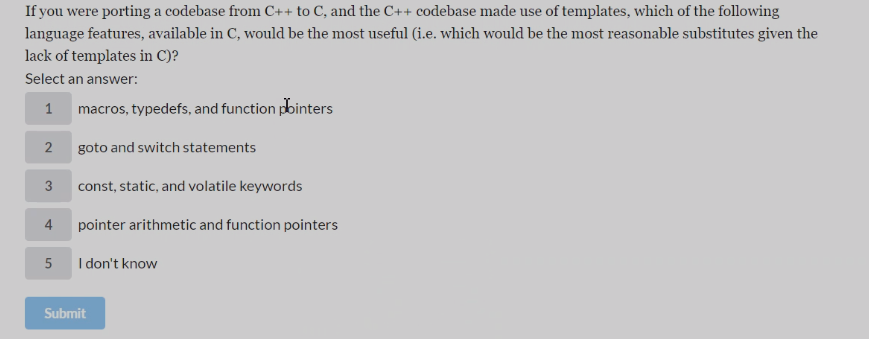 If you were porting a codebase from C++ to C, and the C++ codebase made use of templates, which of the following
language features, available in C, would be the most useful (i.e. which would be the most reasonable substitutes given the
lack of templates in C)?
Select an answer:
1 macros, typedefs, and function pointers
2 goto and switch statements
3 const, static, and volatile keywords
4 pointer arithmetic and function pointers
5 I don't know
Submit